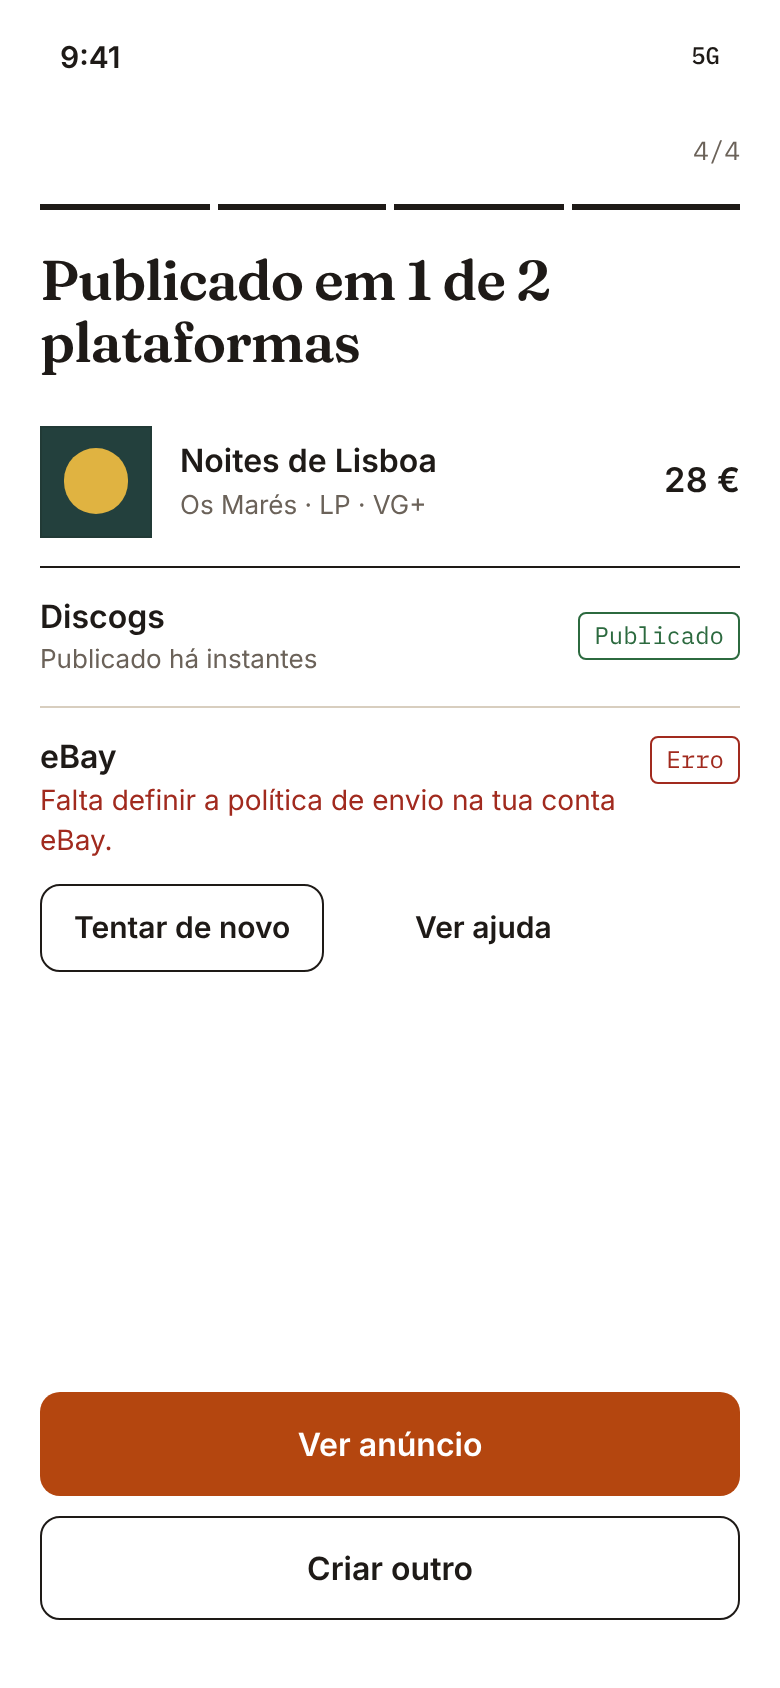 9:41
5G
4/4
Publicado em 1 de 2
plataformas
Noites de Lisboa
Os Marés · LP · VG+
28 €
Discogs
Publicado há instantes
Publicado
eBay
Erro
Falta definir a política de envio na tua conta
eBay.
Tentar de novo
Ver ajuda
Ver anúncio
Criar outro